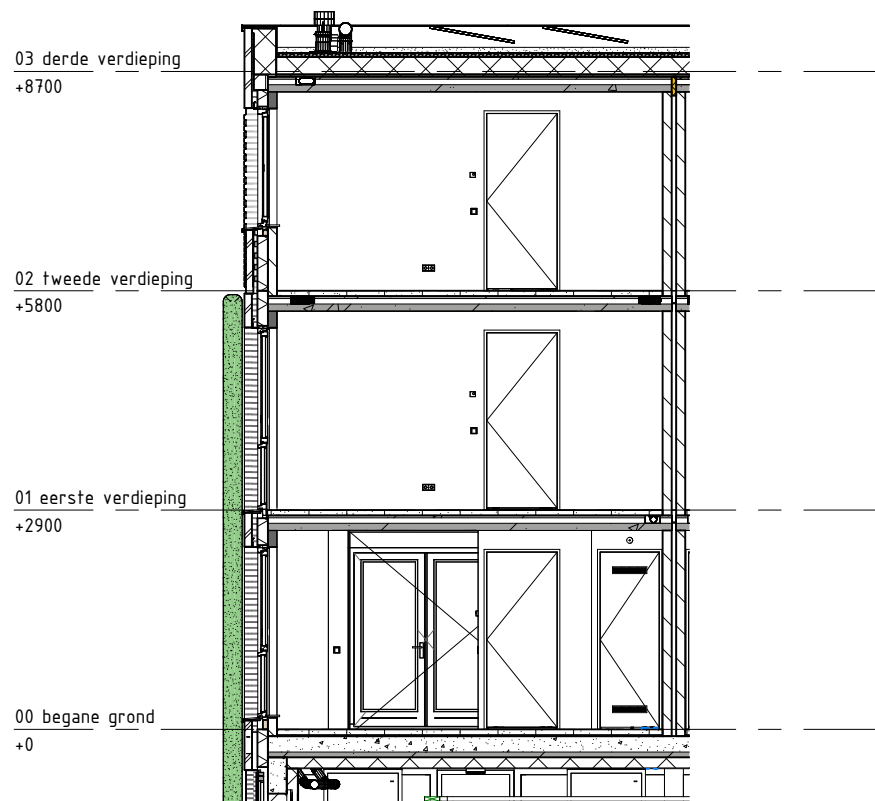 03 derde verdieping
+8700
02 tweede verdieping
+5800
01 eerste verdieping
+2900
00 begane grond
+0